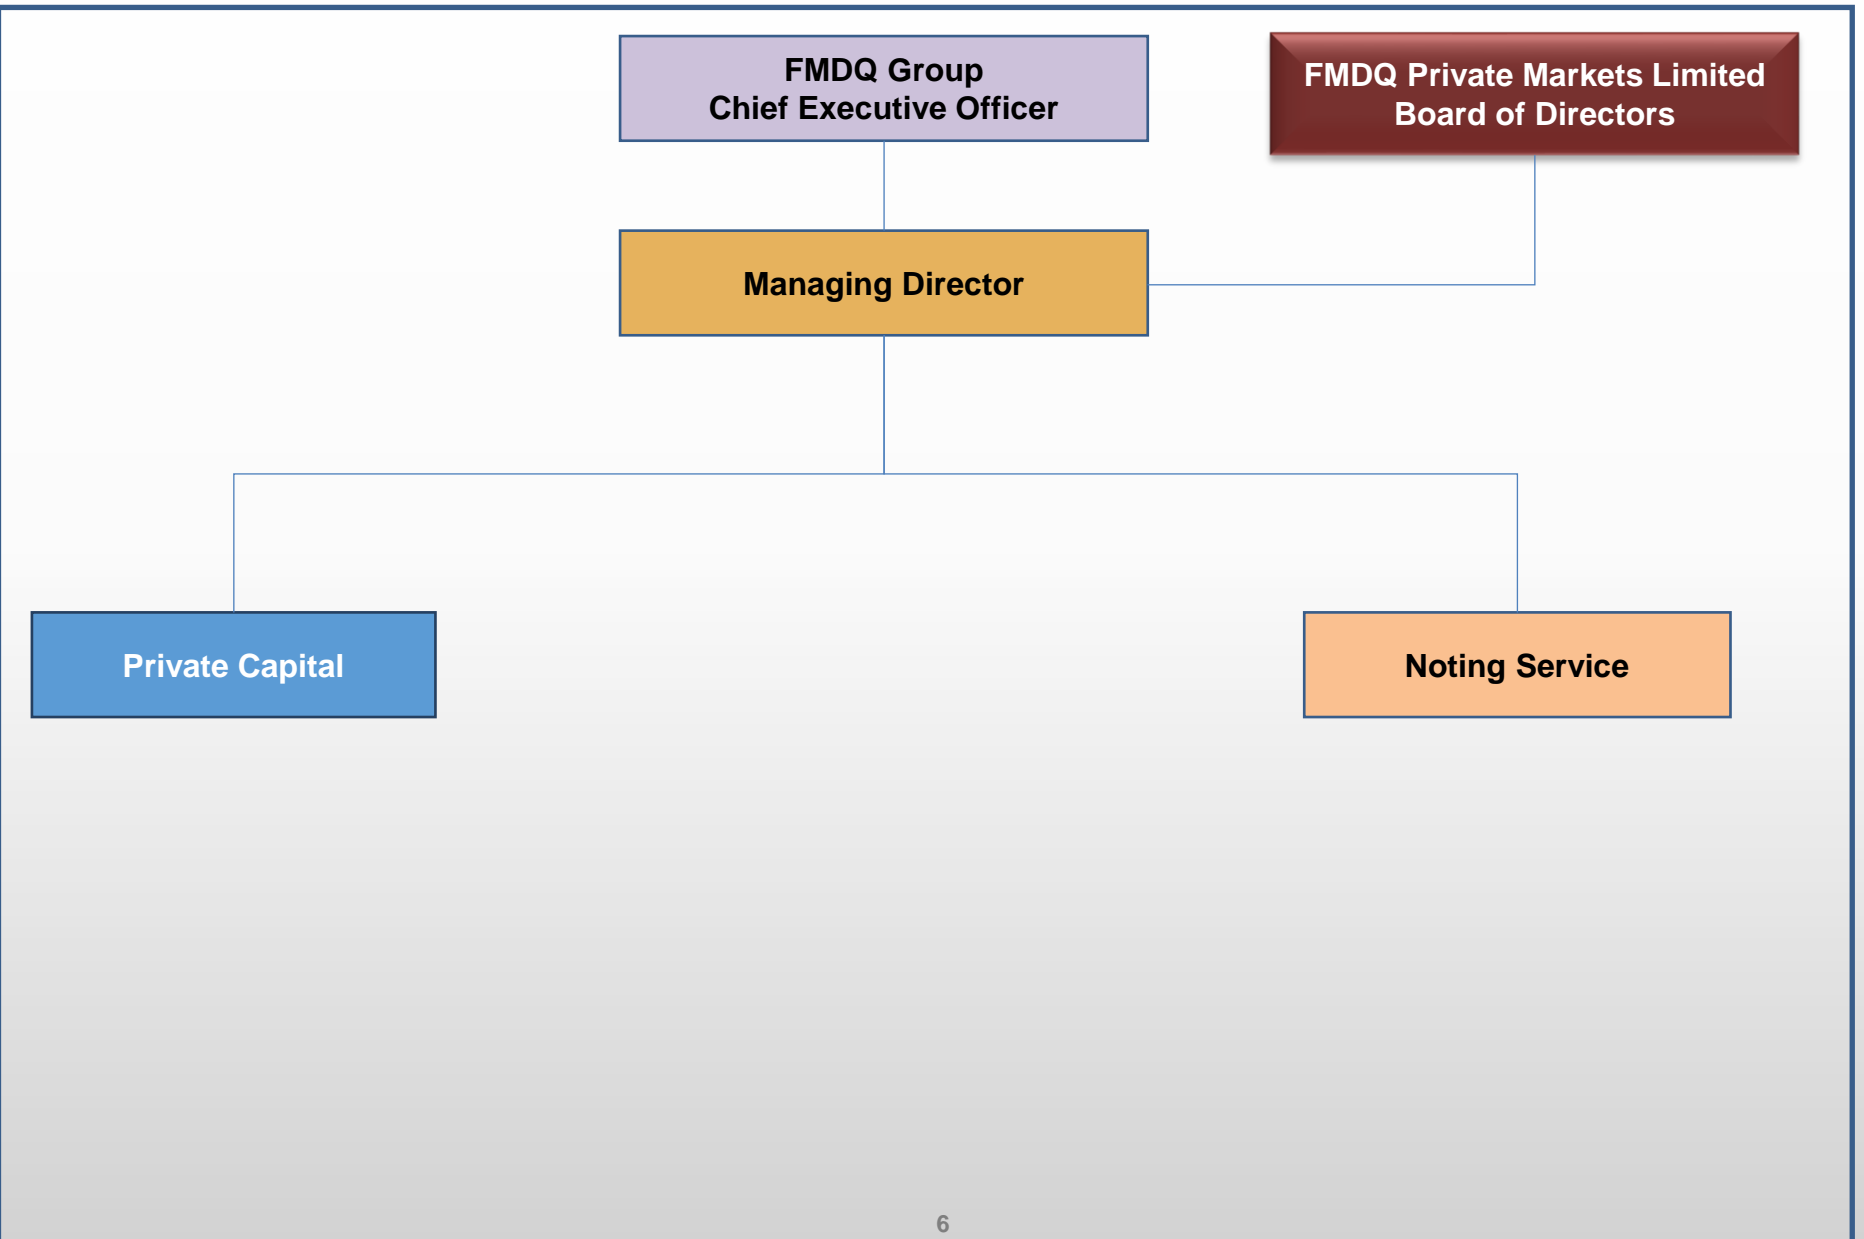 FMDQ Group
Chief Executive Officer
FMDQ Private Markets Limited
Board of Directors
Managing Director
Private Capital
Noting Service
6